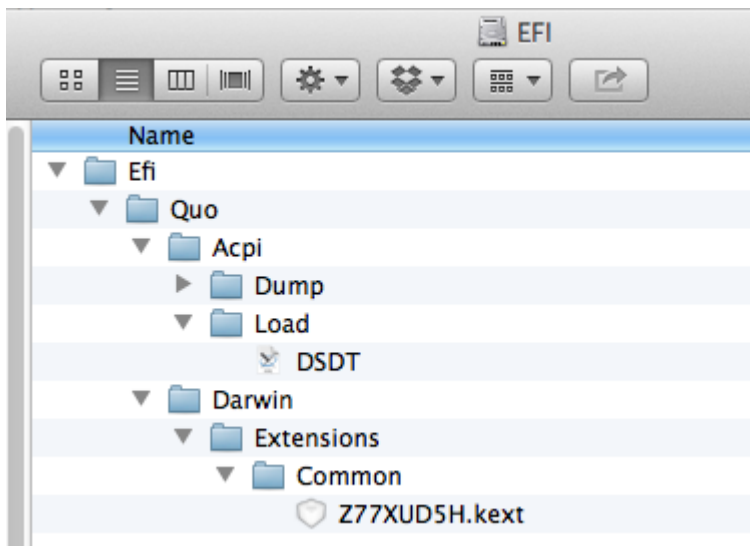 EFI
Name
Efi
Quo
Acpi
Dump
Load
DSDT
Darwin
Extensions
Common
Z77XUD5H.kext